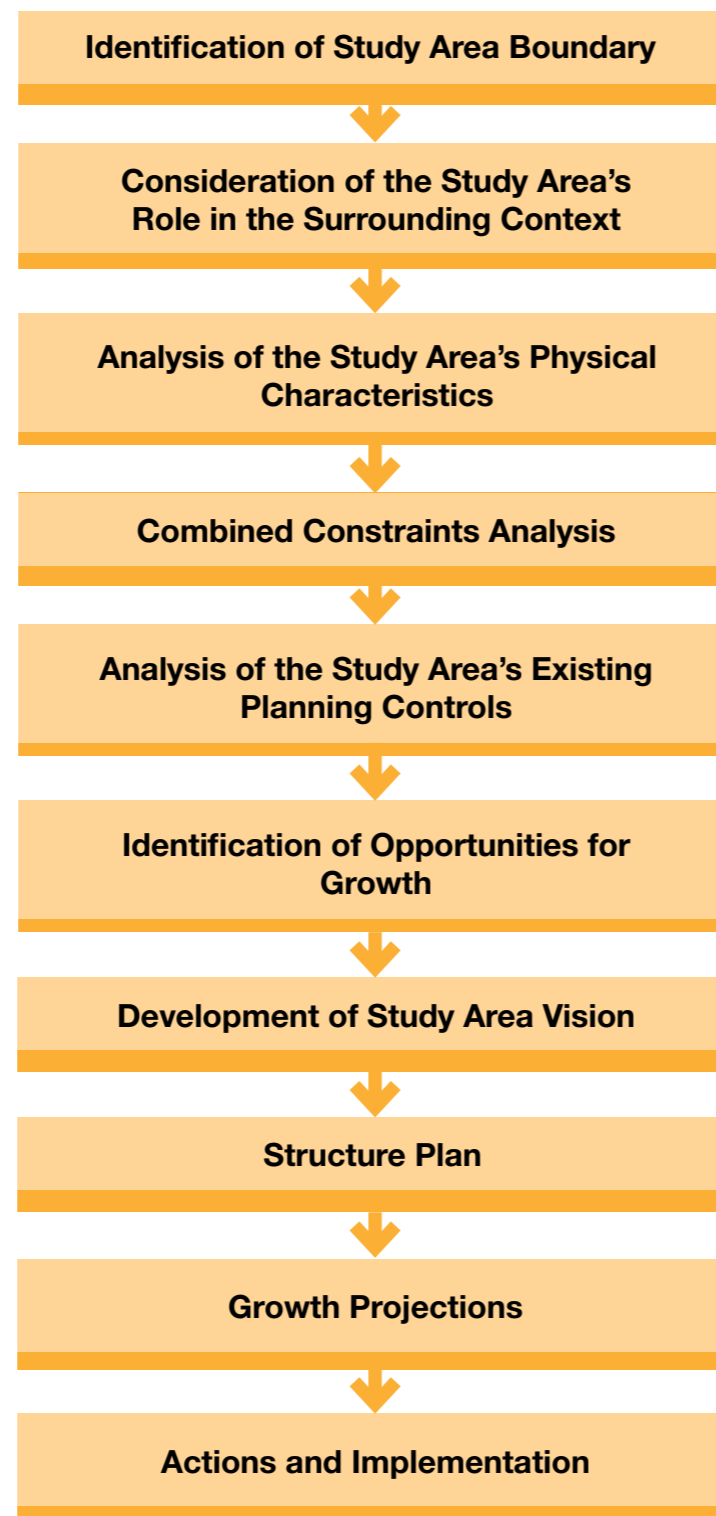 Identification of Study Area Boundary
Consideration of the Study Area’s
Role in the Surrounding Context
Analysis of the Study Area’s Physical
Characteristics
Combined Constraints Analysis
Analysis of the Study Area’s Existing
Planning Controls
Identification of Opportunities for
Growth
Development of Study Area Vision
Structure Plan
Growth Projections
Actions and Implementation